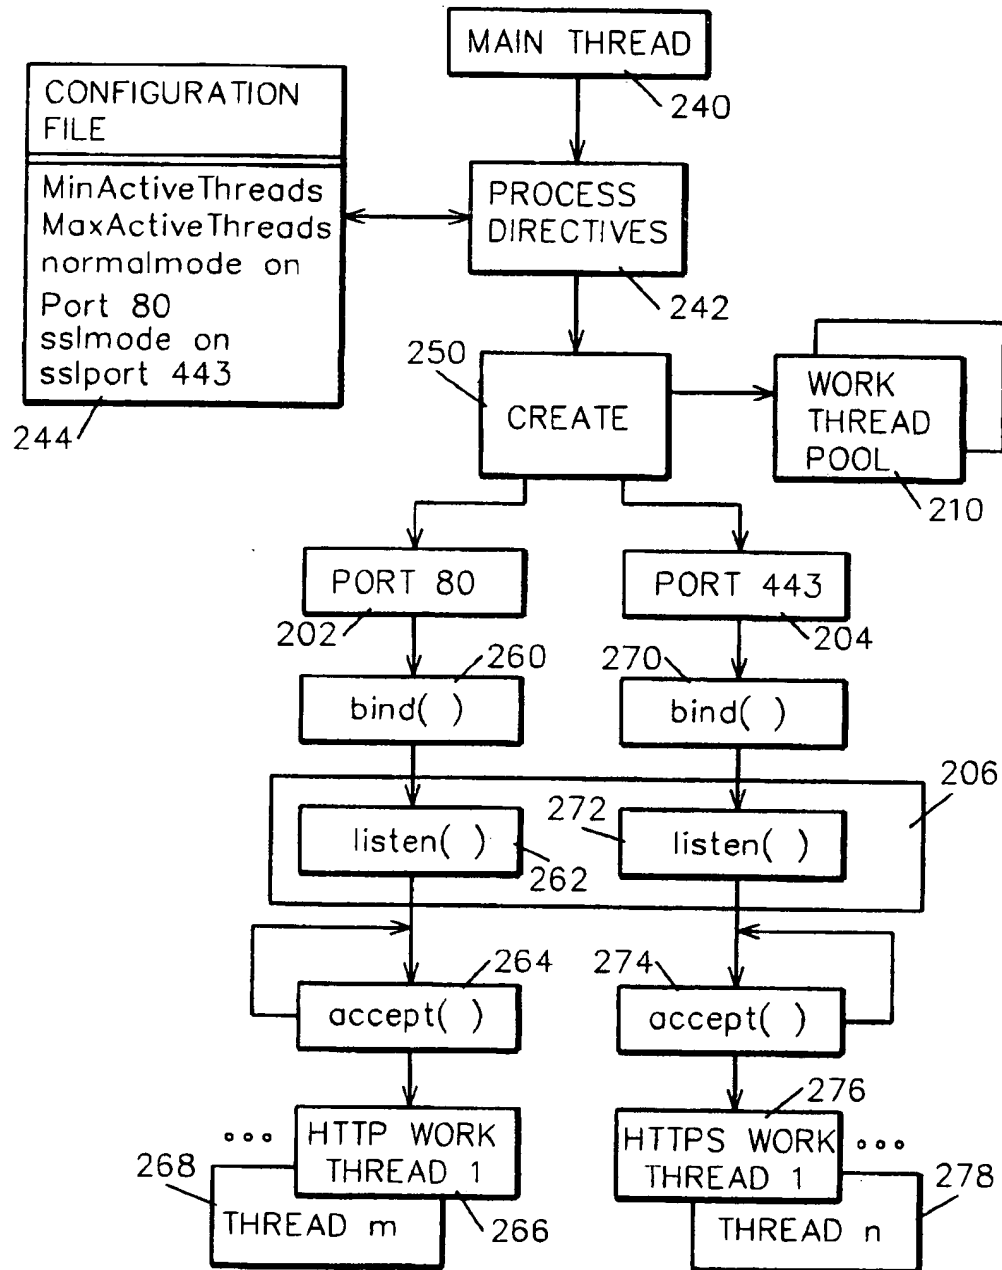 MAIN THREAD
240
CONFIGURATION
FILE
MinActiveThreads
MaxActiveThreads
normalmode on
Port 80
sslmode on
sslport 443
244
PROCESS
DIRECTIVES
242
250
CREATE
WORK
THREAD
POOL
210
PORT 80
202
PORT 443
204
260
bind( )
270
bind( )
206
listen( )
262
272
listen( )
264
accept( )
274
accept( )
276
HTTP WORK
THREAD 1
266
268
THREAD m
HTTPS WORK
THREAD 1
278
THREAD n